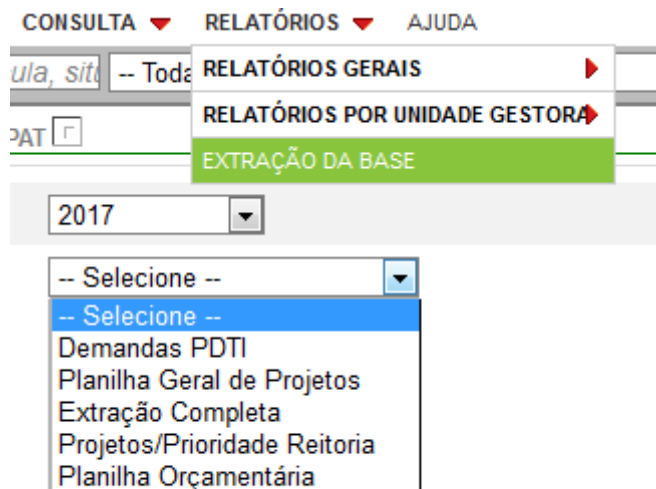 CONSULTA RELATÓRIOS AJUDA
ula, sit -- Toda RELATÓRIOS GERAIS
RELATÓRIOS POR UNIDADE GESTORA
PAT
EXTRAÇÃO DA BASE
2017
-- Selecione --
-- Selecione --
Demandas PDTI
Planilha Geral de Projetos
Extração Completa
Projetos/Prioridade Reitoria
Planilha Orçamentária